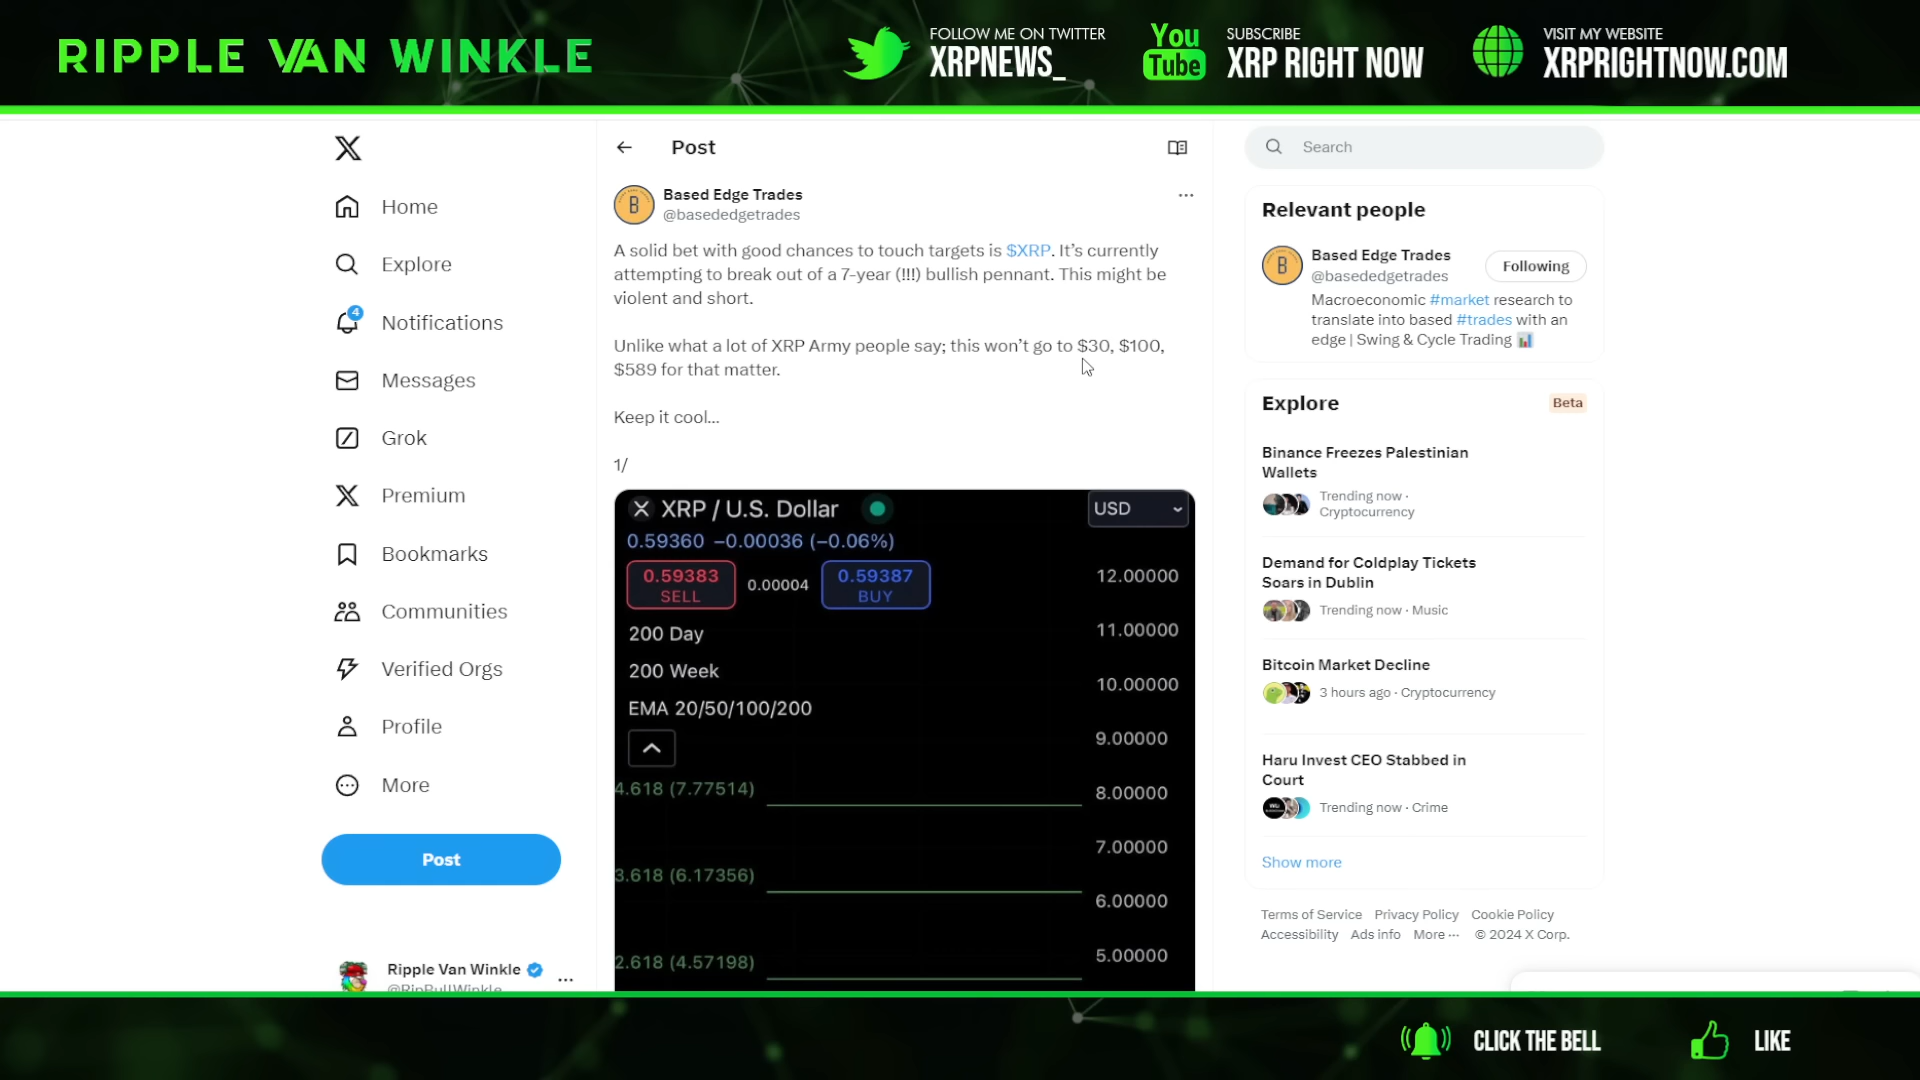 RIPPLE VAN WINKLE
FOLLOW ME ON TWITTER
XRPNEWS_
You
Tube
SUBSCRIBE
XRP RIGHT NOW
VISIT MY WEBSITE
XRPRIGHTNOW.COM
X
Home
Explore
4
Notifications
Messages
Grok
Premium
Bookmarks
Communities
Verified Orgs
Profile
More
Post
Ripple Van Winkle
@RipBullWinkle
Post
B
Based Edge Trades
@basededgetrades
A solid bet with good chances to touch targets is $XRP. It’s currently
attempting to break out of a 7-year (!!!) bullish pennant. This might be
violent and short.
Unlike what a lot of XRP Army people say; this won’t go to $30, $100,
$589 for that matter.
Keep it cool...
1/
XRP / U.S. Dollar
USD
0.59360 −0.00036 (−0.06%)
0.59383
SELL
0.00004
0.59387
BUY
200 Day
200 Week
EMA 20/50/100/200
12.00000
11.00000
10.00000
9.00000
8.00000
7.00000
6.00000
5.00000
4.618 (7.77514)
3.618 (6.17356)
2.618 (4.57198)
Search
Relevant people
B
Based Edge Trades
@basededgetrades
Following
Macroeconomic #market research to
translate into based #trades with an
edge | Swing & Cycle Trading 📊
Explore
Beta
Binance Freezes Palestinian
Wallets
Trending now ·
Cryptocurrency
Demand for Coldplay Tickets
Soars in Dublin
Trending now · Music
Bitcoin Market Decline
3 hours ago · Cryptocurrency
Haru Invest CEO Stabbed in
Court
Trending now · Crime
Show more
Terms of Service Privacy Policy Cookie Policy
Accessibility Ads info More ··· © 2024 X Corp.
CLICK THE BELL
LIKE